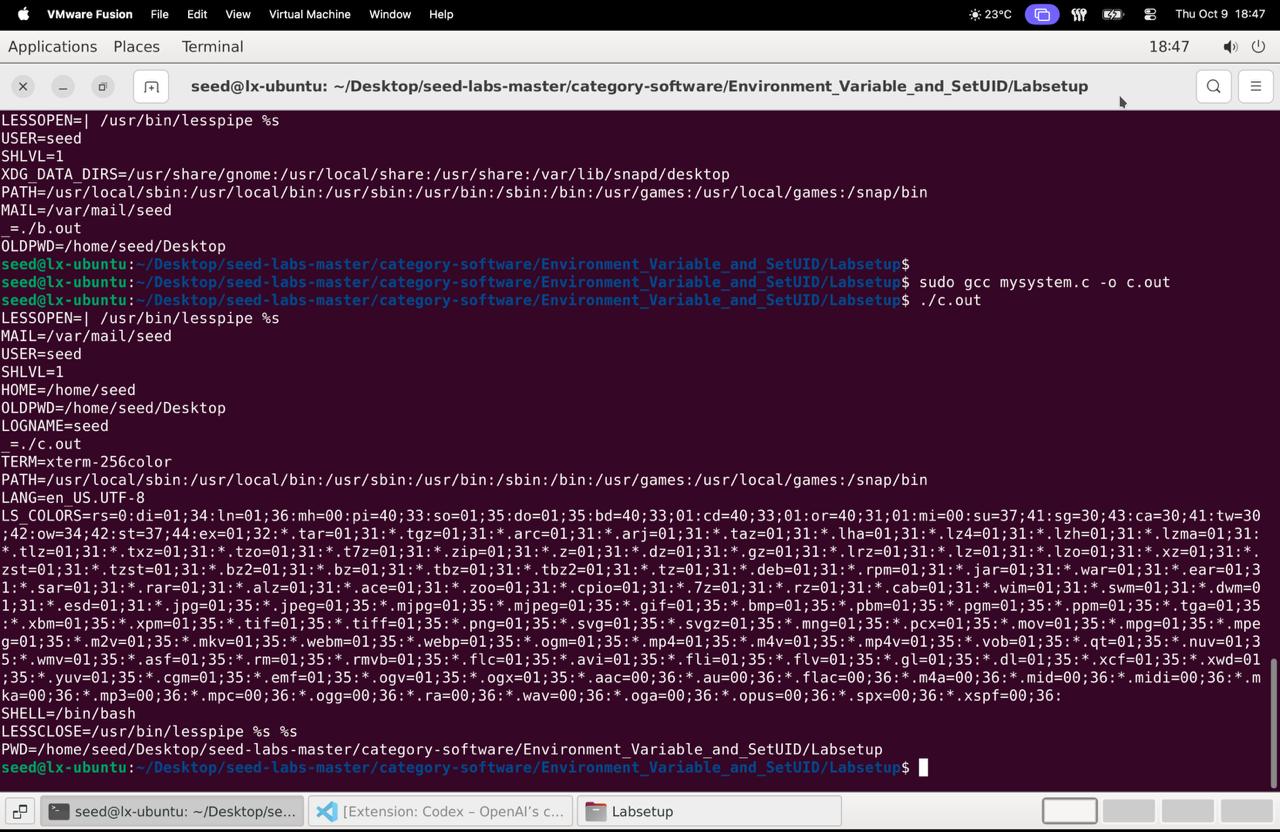 VMware Fusion File Edit View Virtual Machine Window Help 23°C Thu Oct 9 18:47
Applications Places Terminal 18:47
seed@lx-ubuntu: ~/Desktop/seed-labs-master/category-software/Environment_Variable_and_SetUID/Labsetup
LESSOPEN=| /usr/bin/lesspipe %s
USER=seed
SHLVL=1
XDG_DATA_DIRS=/usr/share/gnome:/usr/local/share:/usr/share:/var/lib/snapd/desktop
PATH=/usr/local/sbin:/usr/local/bin:/usr/sbin:/usr/bin:/sbin:/bin:/usr/games:/usr/local/games:/snap/bin
MAIL=/var/mail/seed
_=./b.out
OLDPWD=/home/seed/Desktop
seed@lx-ubuntu:~/Desktop/seed-labs-master/category-software/Environment_Variable_and_SetUID/Labsetup$
seed@lx-ubuntu:~/Desktop/seed-labs-master/category-software/Environment_Variable_and_SetUID/Labsetup$ sudo gcc mysystem.c -o c.out
seed@lx-ubuntu:~/Desktop/seed-labs-master/category-software/Environment_Variable_and_SetUID/Labsetup$ ./c.out
LESSOPEN=| /usr/bin/lesspipe %s
MAIL=/var/mail/seed
USER=seed
SHLVL=1
HOME=/home/seed
OLDPWD=/home/seed/Desktop
LOGNAME=seed
_=./c.out
TERM=xterm-256color
PATH=/usr/local/sbin:/usr/local/bin:/usr/sbin:/usr/bin:/sbin:/bin:/usr/games:/usr/local/games:/snap/bin
LANG=en_US.UTF-8
LS_COLORS=rs=0:di=01;34:ln=01;36:mh=00:pi=40;33:so=01;35:do=01;35:bd=40;33;01:cd=40;33;01:or=40;31;01:mi=00:su=37;41:sg=30;43:ca=30;41:tw=30
;42:ow=34;42:st=37;44:ex=01;32:*.tar=01;31:*.tgz=01;31:*.arc=01;31:*.arj=01;31:*.taz=01;31:*.lha=01;31:*.lz4=01;31:*.lzh=01;31:*.lzma=01;31:
*.tlz=01;31:*.txz=01;31:*.tzo=01;31:*.t7z=01;31:*.zip=01;31:*.z=01;31:*.dz=01;31:*.gz=01;31:*.lrz=01;31:*.lz=01;31:*.lzo=01;31:*.xz=01;31:*.
zst=01;31:*.tzst=01;31:*.bz2=01;31:*.bz=01;31:*.tbz=01;31:*.tbz2=01;31:*.tz=01;31:*.deb=01;31:*.rpm=01;31:*.jar=01;31:*.war=01;31:*.ear=01;3
1:*.sar=01;31:*.rar=01;31:*.alz=01;31:*.ace=01;31:*.zoo=01;31:*.cpio=01;31:*.7z=01;31:*.rz=01;31:*.cab=01;31:*.wim=01;31:*.swm=01;31:*.dwm=0
1;31:*.esd=01;31:*.jpg=01;35:*.jpeg=01;35:*.mjpg=01;35:*.mjpeg=01;35:*.gif=01;35:*.bmp=01;35:*.pbm=01;35:*.pgm=01;35:*.ppm=01;35:*.tga=01;35
:*.xbm=01;35:*.xpm=01;35:*.tif=01;35:*.tiff=01;35:*.png=01;35:*.svg=01;35:*.svgz=01;35:*.mng=01;35:*.pcx=01;35:*.mov=01;35:*.mpg=01;35:*.mpe
g=01;35:*.m2v=01;35:*.mkv=01;35:*.webm=01;35:*.webp=01;35:*.ogm=01;35:*.mp4=01;35:*.m4v=01;35:*.mp4v=01;35:*.vob=01;35:*.qt=01;35:*.nuv=01;3
5:*.wmv=01;35:*.asf=01;35:*.rm=01;35:*.rmvb=01;35:*.flc=01;35:*.avi=01;35:*.fli=01;35:*.flv=01;35:*.gl=01;35:*.dl=01;35:*.xcf=01;35:*.xwd=01
;35:*.yuv=01;35:*.cgm=01;35:*.emf=01;35:*.ogv=01;35:*.ogx=01;35:*.aac=00;36:*.au=00;36:*.flac=00;36:*.m4a=00;36:*.mid=00;36:*.midi=00;36:*.m
ka=00;36:*.mp3=00;36:*.mpc=00;36:*.ogg=00;36:*.ra=00;36:*.wav=00;36:*.oga=00;36:*.opus=00;36:*.spx=00;36:*.xspf=00;36:
SHELL=/bin/bash
LESSCLOSE=/usr/bin/lesspipe %s %s
PWD=/home/seed/Desktop/seed-labs-master/category-software/Environment_Variable_and_SetUID/Labsetup
seed@lx-ubuntu:~/Desktop/seed-labs-master/category-software/Environment_Variable_and_SetUID/Labsetup$
seed@lx-ubuntu: ~/Desktop/se... [Extension: Codex – OpenAI's c... Labsetup